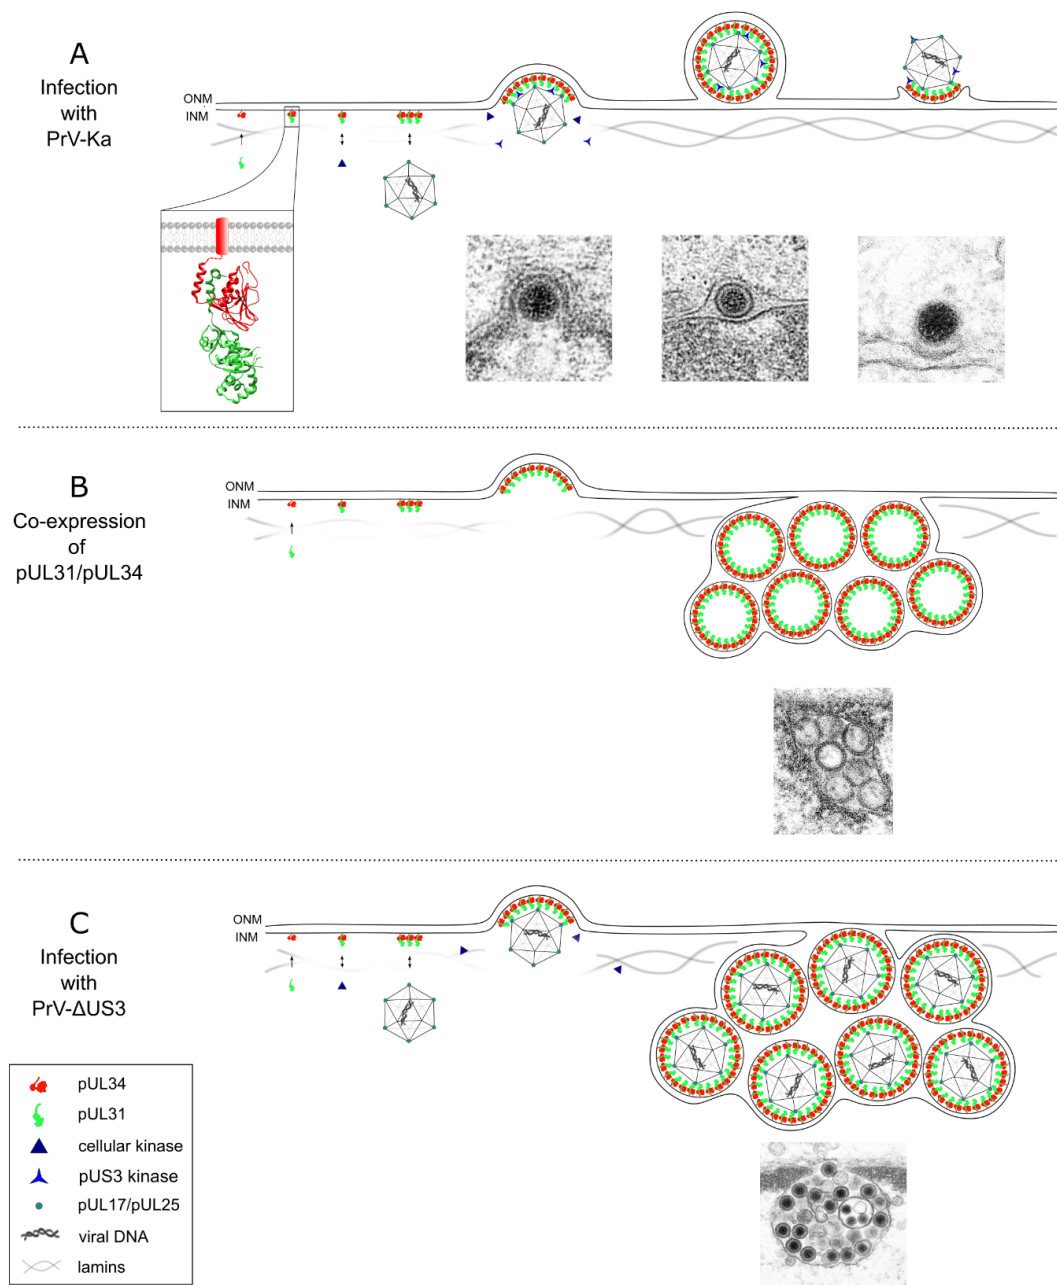 A
Infection
with
PrV-Ka
ONM
INM
B
Co-expression
of
pUL31/pUL34
ONM
INM
C
Infection
with
PrV-ΔUS3
ONM
INM
pUL34
pUL31
cellular kinase
pUS3 kinase
pUL17/pUL25
viral DNA
lamins